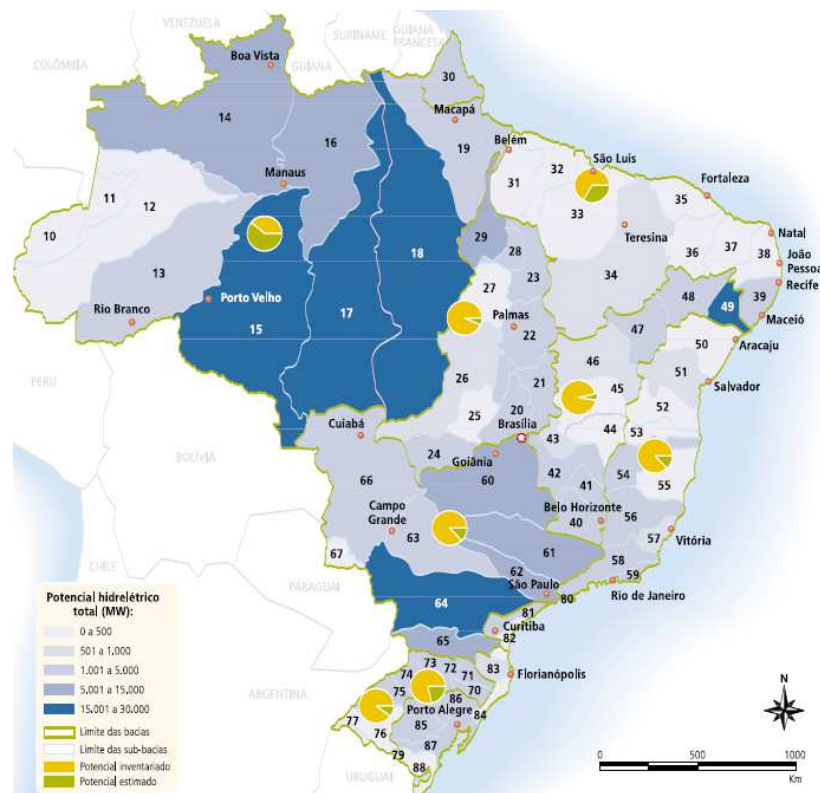 VENEZUELA
SURINAME
GUIANA
FRANCESA
Boa Vista
COLÔMBIA
GUIANA
30
Macapá
14
16
19
Belém
São Luís
Manaus
31
32
Fortaleza
11
12
33
35
10
29
28
Teresina
Natal
18
36
37
38
João
Pessoa
13
23
34
Recife
27
Rio Branco
Porto Velho
17
48
49
39
15
Palmas
22
47
Maceió
50
Aracaju
46
51
PERU
26
21
45
Salvador
25
52
20
Cuiabá
Brasília
44
53
43
24
Goiânia
BOLÍVIA
60
42
54
66
41
55
Campo
Grande
Belo Horizonte
40
56
63
57
Vitória
67
61
CHILE
58
62
59
São Paulo
80
Rio de Janeiro
PARAGUAI
64
81
Curitiba
82
65
73
72
83
Florianópolis
74
71
75
70
ARGENTINA
86
Porto Alegre
84
77
76
85
79
87
88
URUGUAI
Potencial hidrelétrico
total (MW):
0 a 500
501 a 1.000
1.001 a 5.000
5.001 a 15.000
15.001 a 30.000
Limite das bacias
Limite das sub-bacias
Potencial inventariado
Potencial estimado
N
0
500
1000
Km